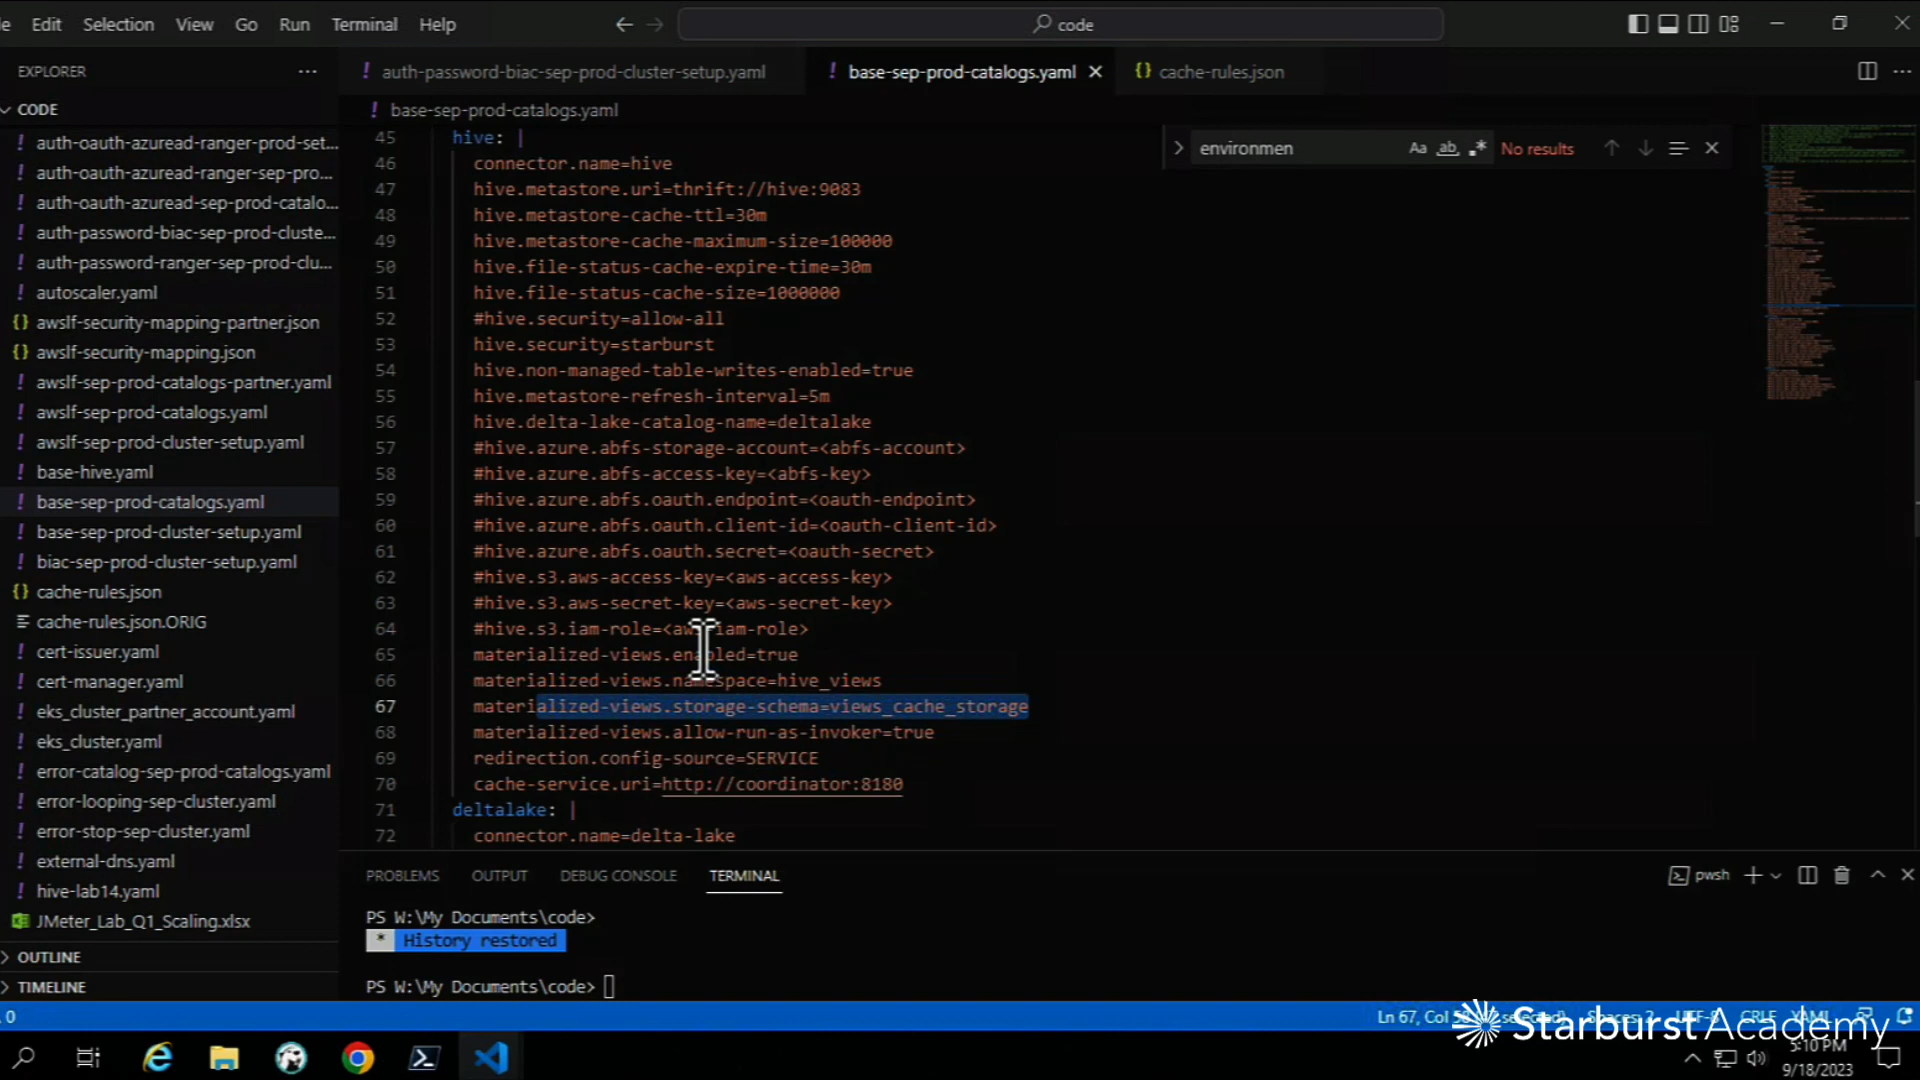 Edit Selection View Go Run Terminal Help
code
EXPLORER
CODE
auth-oauth-azuread-ranger-prod-set...
auth-oauth-azuread-ranger-sep-pro...
auth-oauth-azuread-sep-prod-catalo...
auth-password-biac-sep-prod-cluste...
auth-password-ranger-sep-prod-clu...
autoscaler.yaml
awslf-security-mapping-partner.json
awslf-security-mapping.json
awslf-sep-prod-catalogs-partner.yaml
awslf-sep-prod-catalogs.yaml
awslf-sep-prod-cluster-setup.yaml
base-hive.yaml
base-sep-prod-catalogs.yaml
base-sep-prod-cluster-setup.yaml
biac-sep-prod-cluster-setup.yaml
cache-rules.json
cache-rules.json.ORIG
cert-issuer.yaml
cert-manager.yaml
eks_cluster_partner_account.yaml
eks_cluster.yaml
error-catalog-sep-prod-catalogs.yaml
error-looping-sep-cluster.yaml
error-stop-sep-cluster.yaml
external-dns.yaml
hive-lab14.yaml
JMeter_Lab_Q1_Scaling.xlsx
OUTLINE
TIMELINE
auth-password-biac-sep-prod-cluster-setup.yaml
base-sep-prod-catalogs.yaml
cache-rules.json
base-sep-prod-catalogs.yaml
environmen
Aa ab .*
No results
45 hive: |
46 connector.name=hive
47 hive.metastore.uri=thrift://hive:9083
48 hive.metastore-cache-ttl=30m
49 hive.metastore-cache-maximum-size=100000
50 hive.file-status-cache-expire-time=30m
51 hive.file-status-cache-size=1000000
52 #hive.security=allow-all
53 hive.security=starburst
54 hive.non-managed-table-writes-enabled=true
55 hive.metastore-refresh-interval=5m
56 hive.delta-lake-catalog-name=deltalake
57 #hive.azure.abfs-storage-account=<abfs-account>
58 #hive.azure.abfs-access-key=<abfs-key>
59 #hive.azure.abfs.oauth.endpoint=<oauth-endpoint>
60 #hive.azure.abfs.oauth.client-id=<oauth-client-id>
61 #hive.azure.abfs.oauth.secret=<oauth-secret>
62 #hive.s3.aws-access-key=<aws-access-key>
63 #hive.s3.aws-secret-key=<aws-secret-key>
64 #hive.s3.iam-role=<aws-iam-role>
65 materialized-views.enabled=true
66 materialized-views.namespace=hive_views
67 materialized-views.storage-schema=views_cache_storage
68 materialized-views.allow-run-as-invoker=true
69 redirection.config-source=SERVICE
70 cache-service.uri=http://coordinator:8180
71 deltalake: |
72 connector.name=delta-lake
PROBLEMS OUTPUT DEBUG CONSOLE TERMINAL
pwsh
PS W:\My Documents\code>
* History restored
PS W:\My Documents\code>
0
Ln 67, Col
Starburst Academy
5:10 PM
9/18/2023